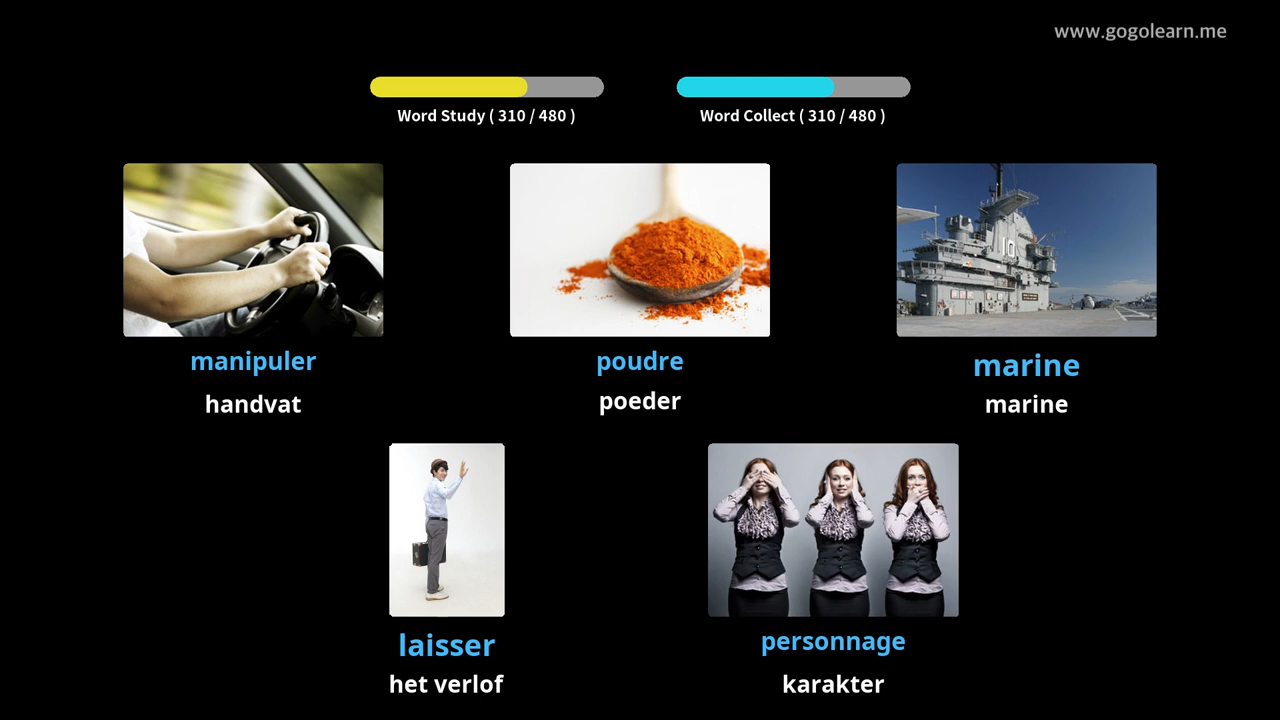 www.gogolearn.me
Word Study ( 310 / 480 )
Word Collect ( 310 / 480 )
16
manipuler
handvat
poudre
poeder
marine
marine
laisser
het verlof
personnage
karakter